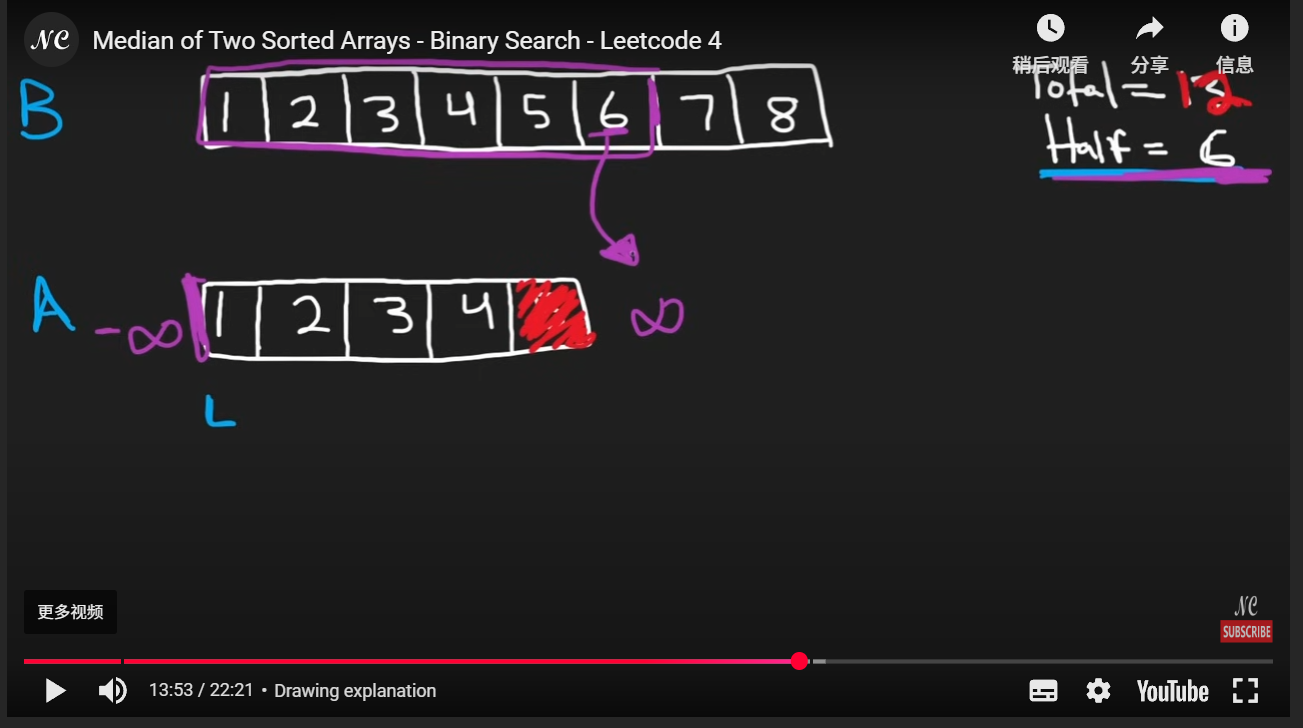 NC Median of Two Sorted Arrays - Binary Search - Leetcode 4
稍后观看 分享 信息
B 1 2 3 4 5 6 7 8
Total = 12
Half = 6
A -∞ 1 2 3 4 ∞
L
更多视频
NC
SUBSCRIBE
13:53 / 22:21 • Drawing explanation
YouTube